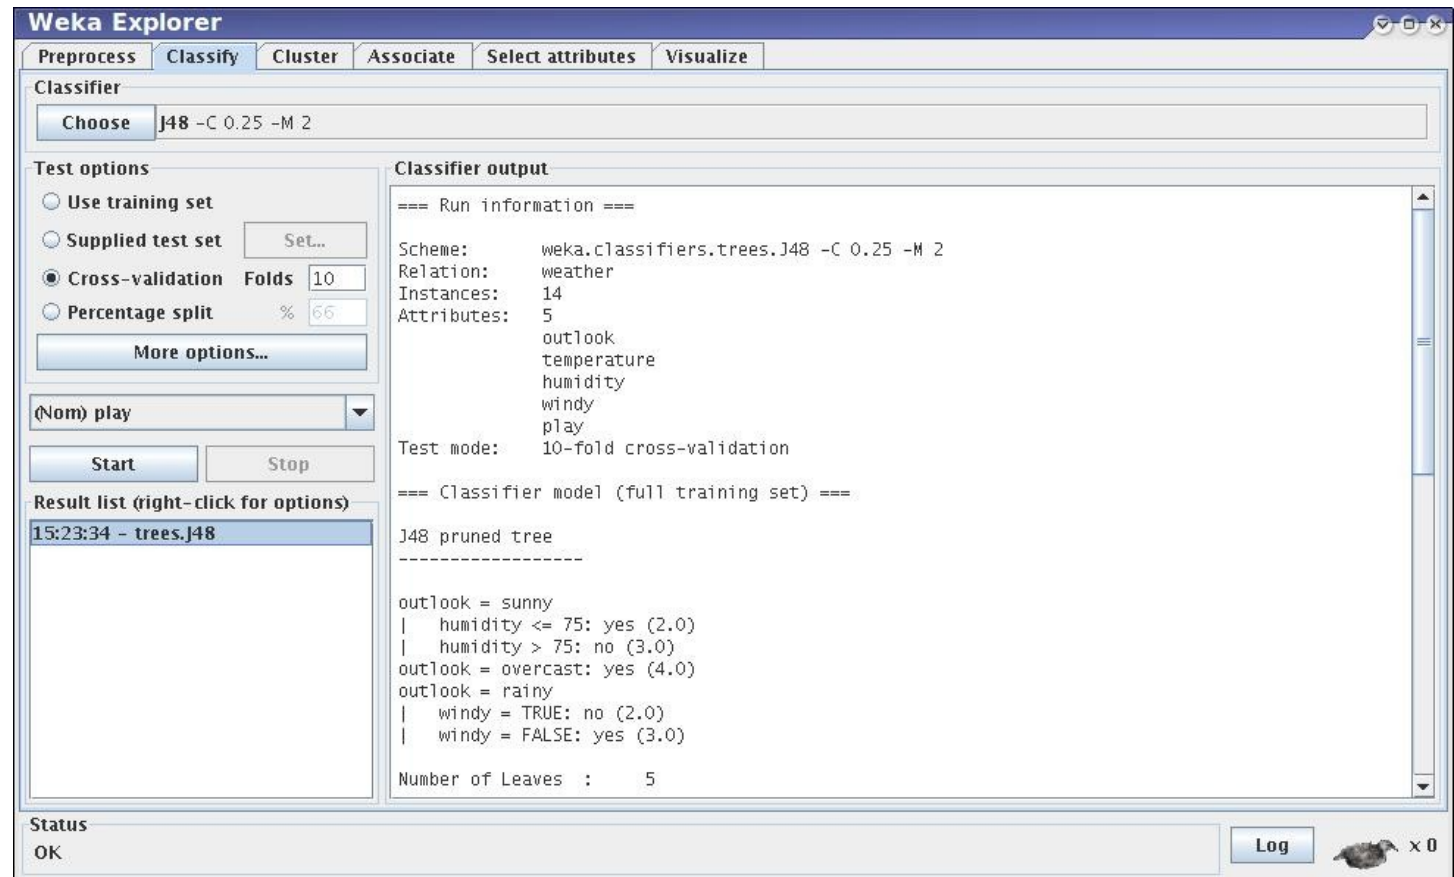 Weka Explorer
Preprocess Classify Cluster Associate Select attributes Visualize
Classifier
Choose J48 -C 0.25 -M 2
Test options
Use training set
Supplied test set Set...
Cross-validation Folds 10
Percentage split % 66
More options...
(Nom) play
Start Stop
Result list (right-click for options)
15:23:34 - trees.J48
Classifier output
=== Run information ===
Scheme: weka.classifiers.trees.J48 -C 0.25 -M 2
Relation: weather
Instances: 14
Attributes: 5
outlook
temperature
humidity
windy
play
Test mode: 10-fold cross-validation
=== Classifier model (full training set) ===
J48 pruned tree
------------------
outlook = sunny
|   humidity <= 75: yes (2.0)
|   humidity > 75: no (3.0)
outlook = overcast: yes (4.0)
outlook = rainy
|   windy = TRUE: no (2.0)
|   windy = FALSE: yes (3.0)
Number of Leaves : 5
Status
OK
Log x 0